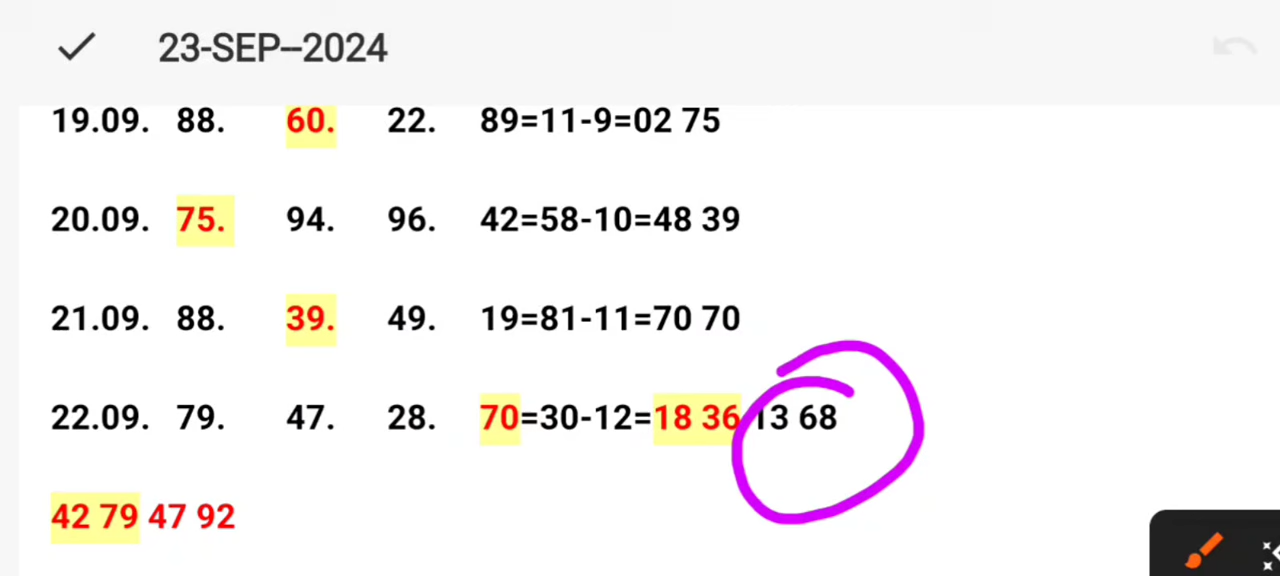 23-SEP--2024
19.09. 88. 60. 22. 89=11-9=02 75
20.09. 75. 94. 96. 42=58-10=48 39
21.09. 88. 39. 49. 19=81-11=70 70
22.09. 79. 47. 28. 70=30-12=18 36 13 68
42 79 47 92